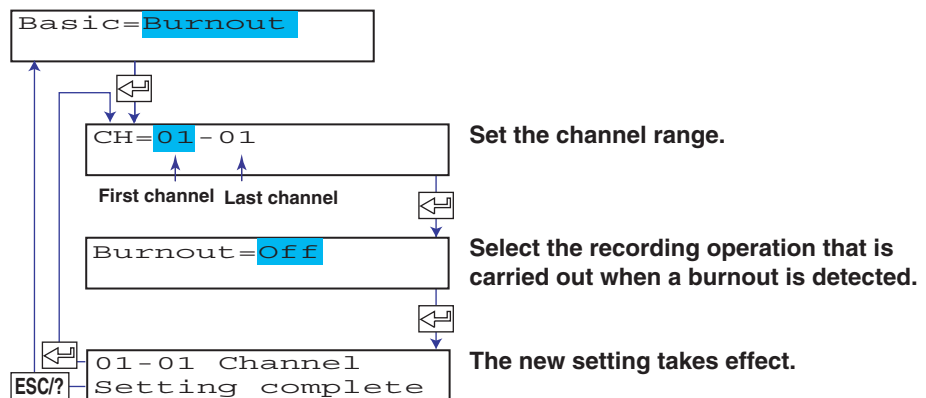 Basic=Burnout
CH=01-01
Set the channel range.
First channel Last channel
Burnout=Off
Select the recording operation that is
carried out when a burnout is detected.
01-01 Channel
Setting complete
The new setting takes effect.
ESC/?